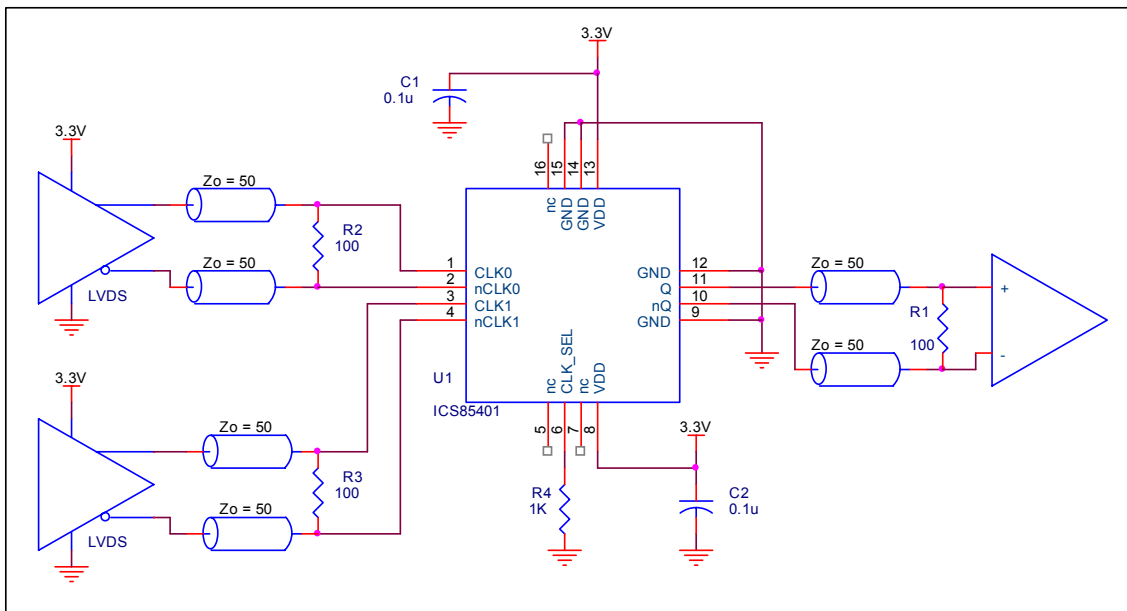 3.3V
C1
0.1u
3.3V
Zo = 50
R2
100
Zo = 50
LVDS
16
15
14
13
nc
GND
GND
VDD
1
CLK0
2
nCLK0
3
CLK1
4
nCLK1
12
GND
11
Q
10
nQ
9
GND
Zo = 50
+
R1
100
Zo = 50
-
U1
ICS85401
nc
CLK_SEL
nc
VDD
5
6
7
8
3.3V
Zo = 50
R3
100
Zo = 50
LVDS
3.3V
R4
1K
C2
0.1u